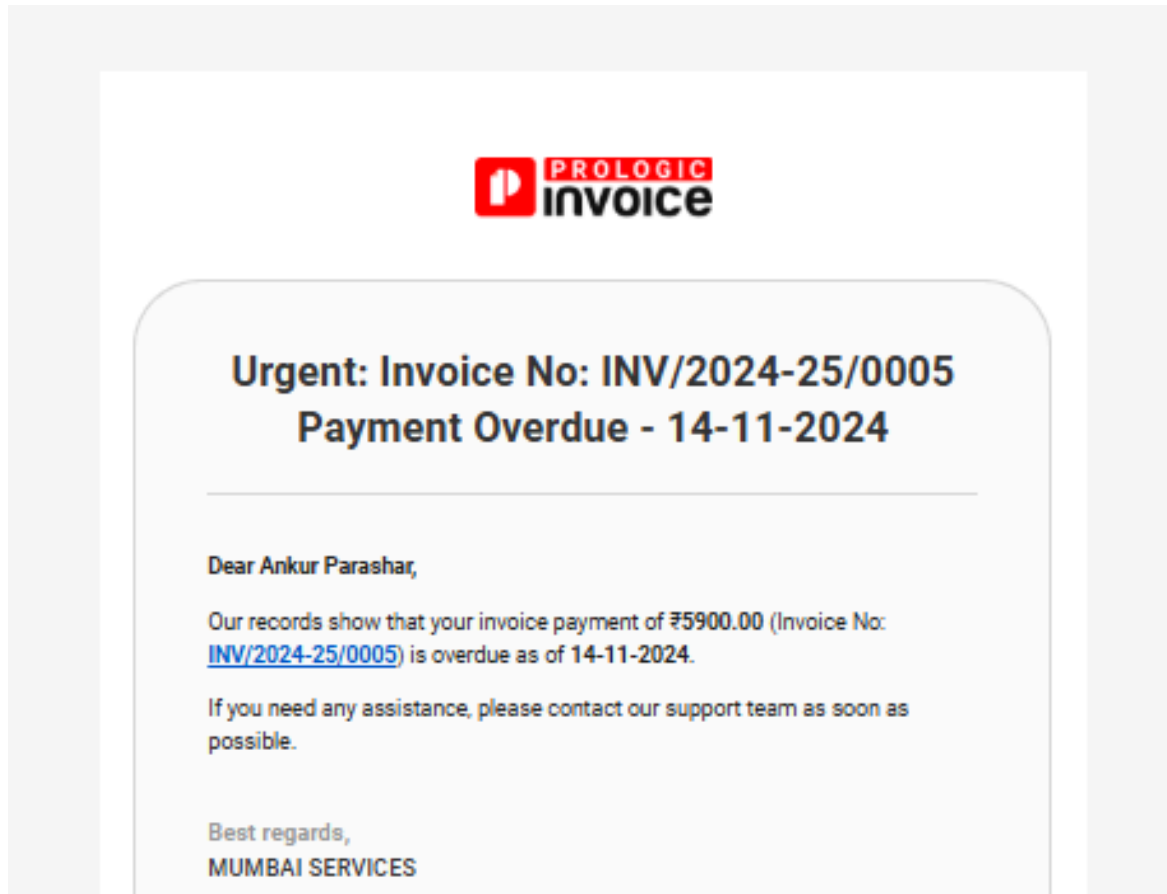 PROLOGIC
invoice
Urgent: Invoice No: INV/2024-25/0005
Payment Overdue - 14-11-2024
Dear Ankur Parashar,
Our records show that your invoice payment of ₹5900.00 (Invoice No:
INV/2024-25/0005) is overdue as of 14-11-2024.
If you need any assistance, please contact our support team as soon as
possible.
Best regards,
MUMBAI SERVICES